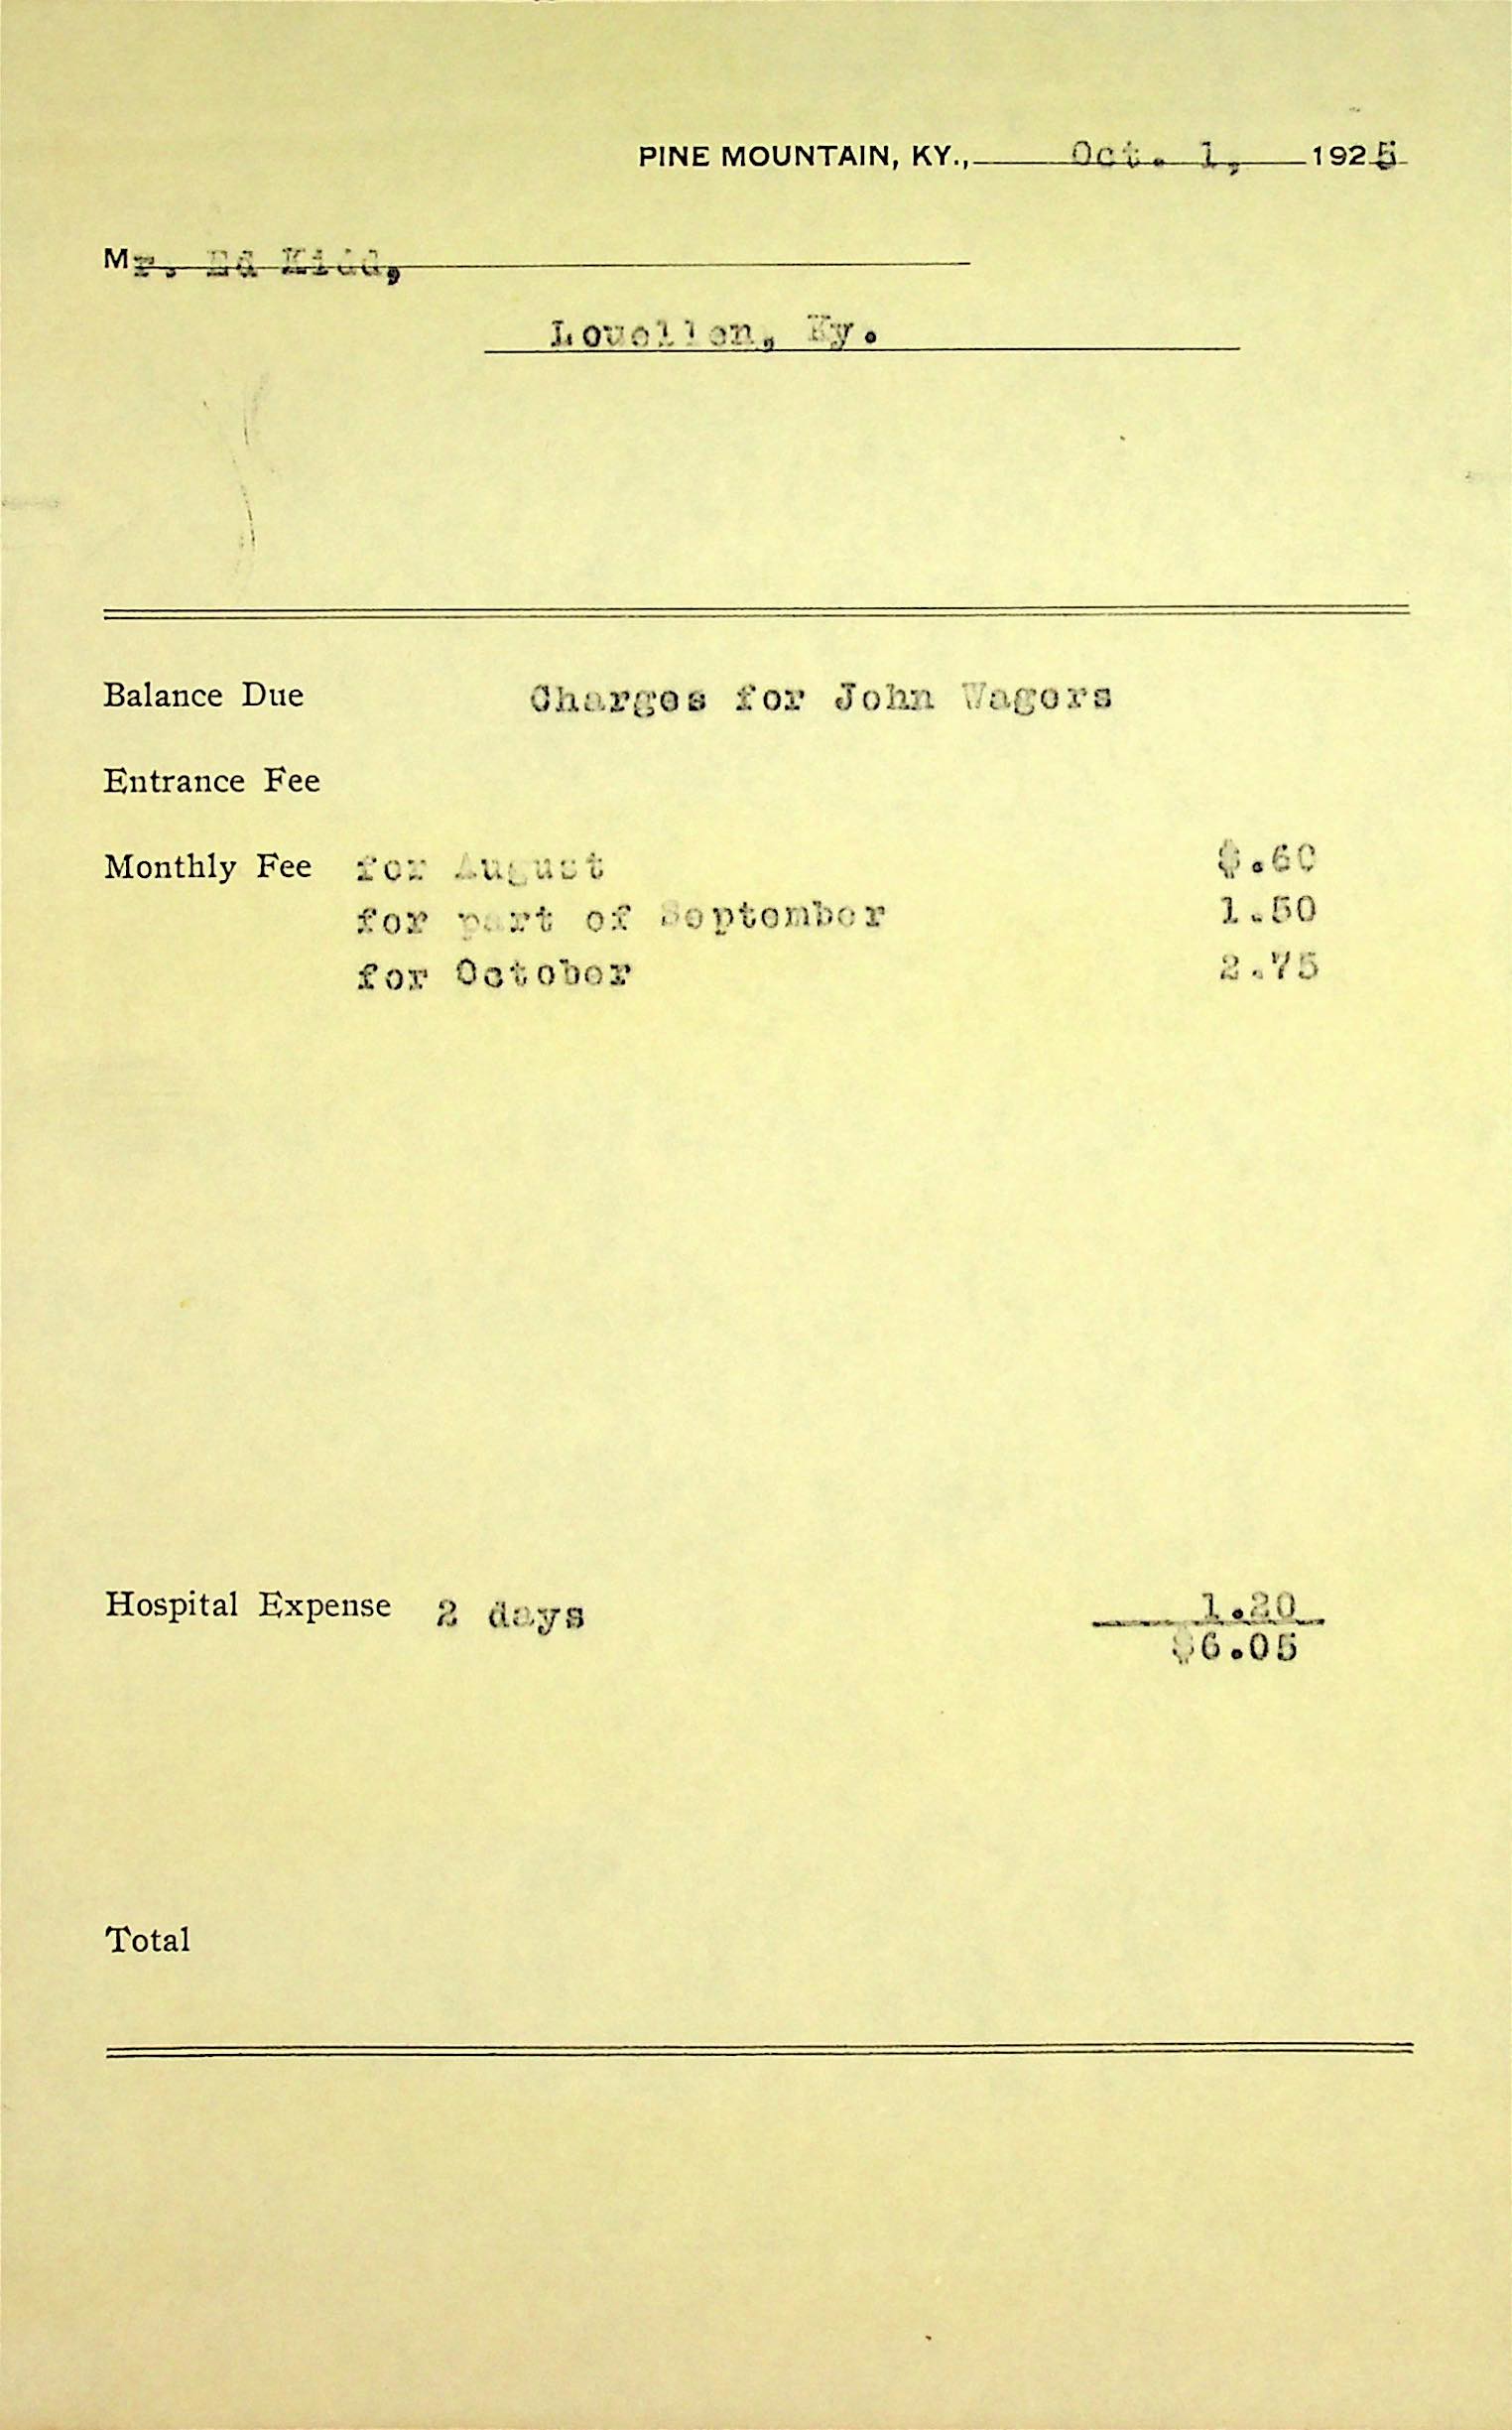 PINE MOUNTAIN, KY., Oct. 1, 1925
Mr. Ed Kidd,
Louellen, Ky.
Balance Due Charges for John Wagers
Entrance Fee
Monthly Fee for August $.60
for part of September 1.50
for October 2.75
Hospital Expense 2 days 1.20
$6.05
Total